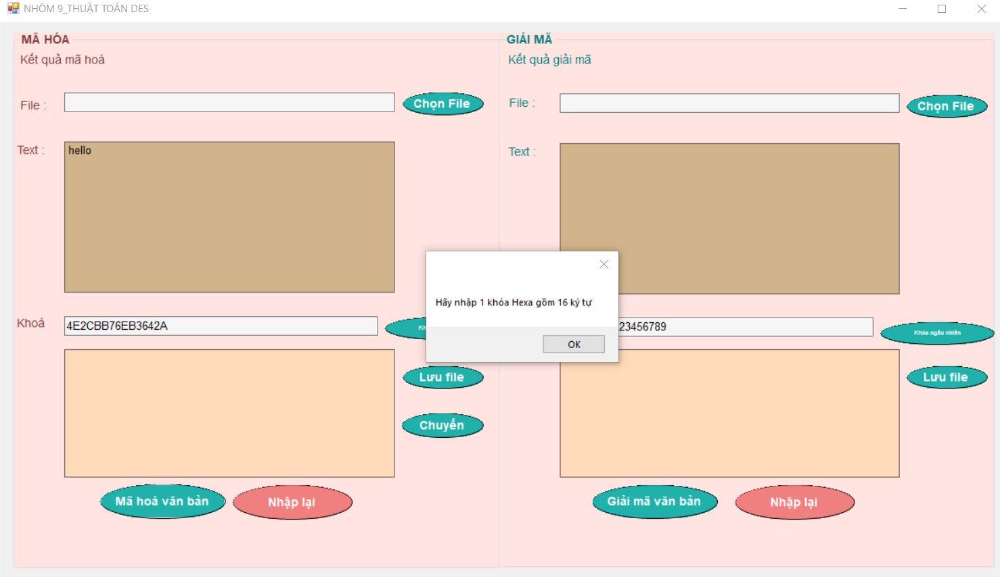 NHÓM 9_THUẬT TOÁN DES
MÃ HÓA
Kết quả mã hoá
File :
Chọn File
Text :
hello
Khoá
4E2CBB76EB3642A
Lưu file
Chuyển
Mã hoá văn bản
Nhập lại
GIẢI MÃ
Kết quả giải mã
File :
Chọn File
Text :
23456789
Khóa ngẫu nhiên
Lưu file
Giải mã văn bản
Nhập lại
Hãy nhập 1 khóa Hexa gồm 16 ký tự
OK